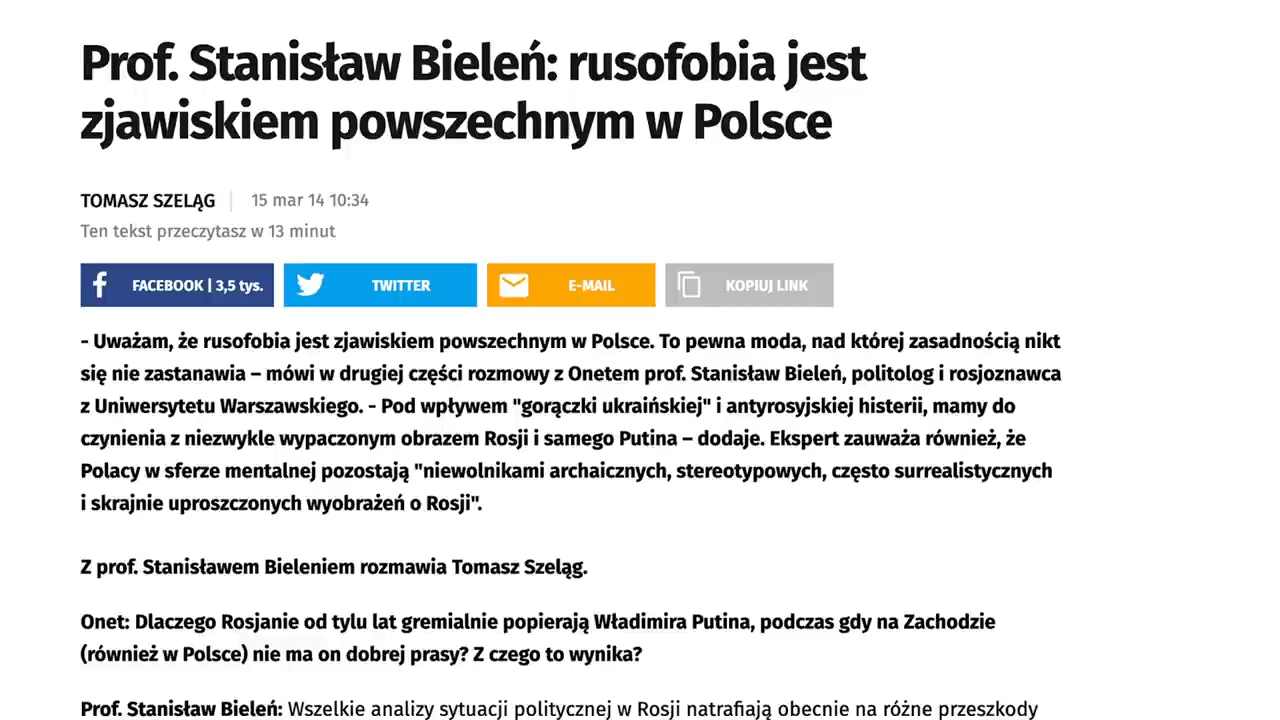 Prof. Stanisław Bieleń: rusofobia jest
zjawiskiem powszechnym w Polsce
TOMASZ SZELĄG 15 mar 14 10:34
Ten tekst przeczytasz w 13 minut
FACEBOOK | 3,5 tys. TWITTER E-MAIL KOPIUJ LINK
- Uważam, że rusofobia jest zjawiskiem powszechnym w Polsce. To pewna moda, nad której zasadnością nikt
się nie zastanawia – mówi w drugiej części rozmowy z Onetem prof. Stanisław Bieleń, politolog i rosjoznawca
z Uniwersytetu Warszawskiego. - Pod wpływem "gorączki ukraińskiej" i antyrosyjskiej histerii, mamy do
czynienia z niezwykle wypaczonym obrazem Rosji i samego Putina – dodaje. Ekspert zauważa również, że
Polacy w sferze mentalnej pozostają "niewolnikami archaicznych, stereotypowych, często surrealistycznych
i skrajnie uproszczonych wyobrażeń o Rosji".
Z prof. Stanisławem Bieleniem rozmawia Tomasz Szeląg.
Onet: Dlaczego Rosjanie od tylu lat gremialnie popierają Władimira Putina, podczas gdy na Zachodzie
(również w Polsce) nie ma on dobrej prasy? Z czego to wynika?
Prof. Stanisław Bieleń: Wszelkie analizy sytuacji politycznej w Rosji natrafiają obecnie na różne przeszkody